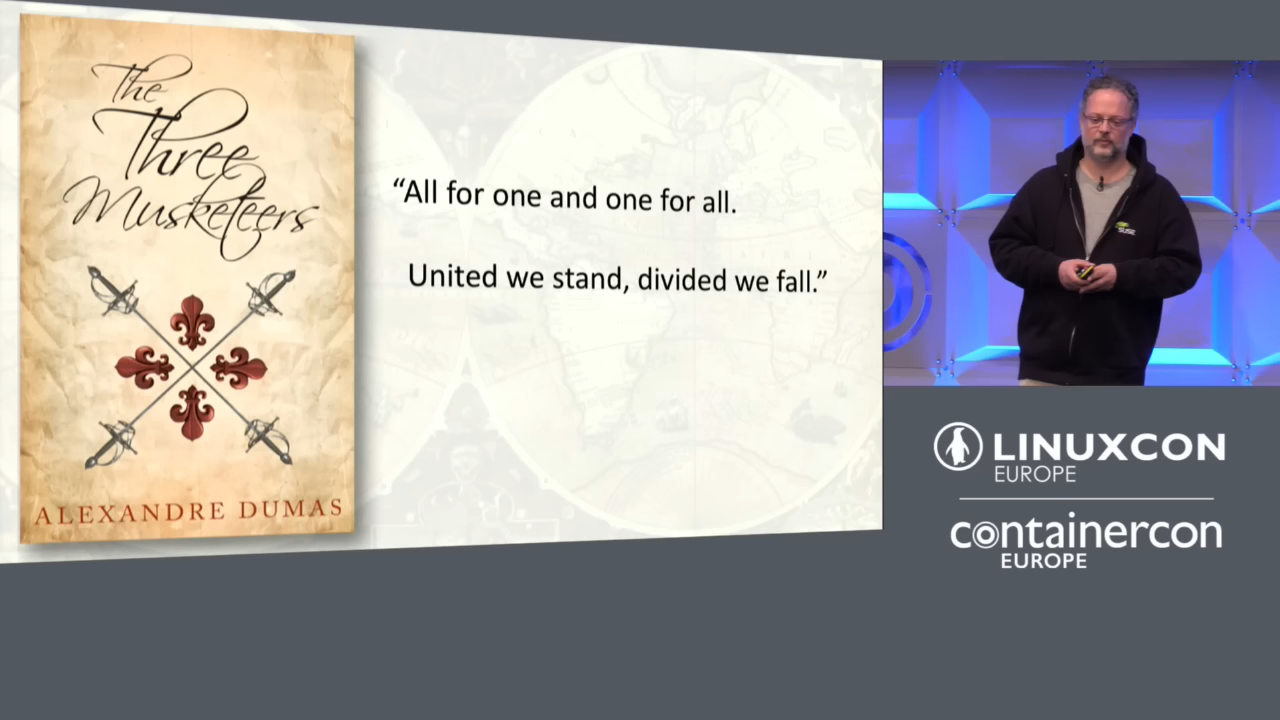 The
Three
Musketeers
ALEXANDRE DUMAS
“All for one and one for all.
United we stand, divided we fall.”
SUSE
LINUXCON
EUROPE
containercon
EUROPE